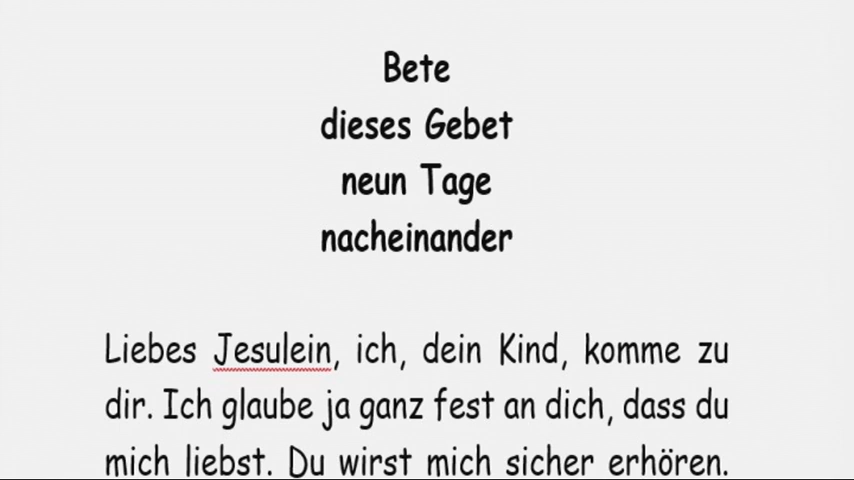 Bete
dieses Gebet
neun Tage
nacheinander
Liebes Jesulein, ich, dein Kind, komme zu
dir. Ich glaube ja ganz fest an dich, dass du
mich liebst. Du wirst mich sicher erhören.